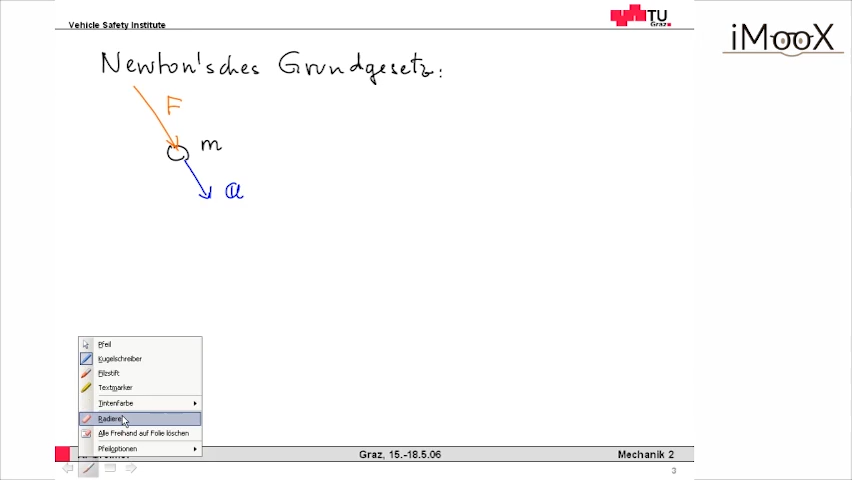 Vehicle Safety Institute
TU
Graz
iMooX
Newton'sches Grundgesetz:
F
m
a
Pfeil
Kugelschreiber
Filzstift
Textmarker
Tintenfarbe
Radierer
Alle Freihand auf Folie löschen
Pfeiloptionen
Graz, 15.-18.5.06
Mechanik 2
3